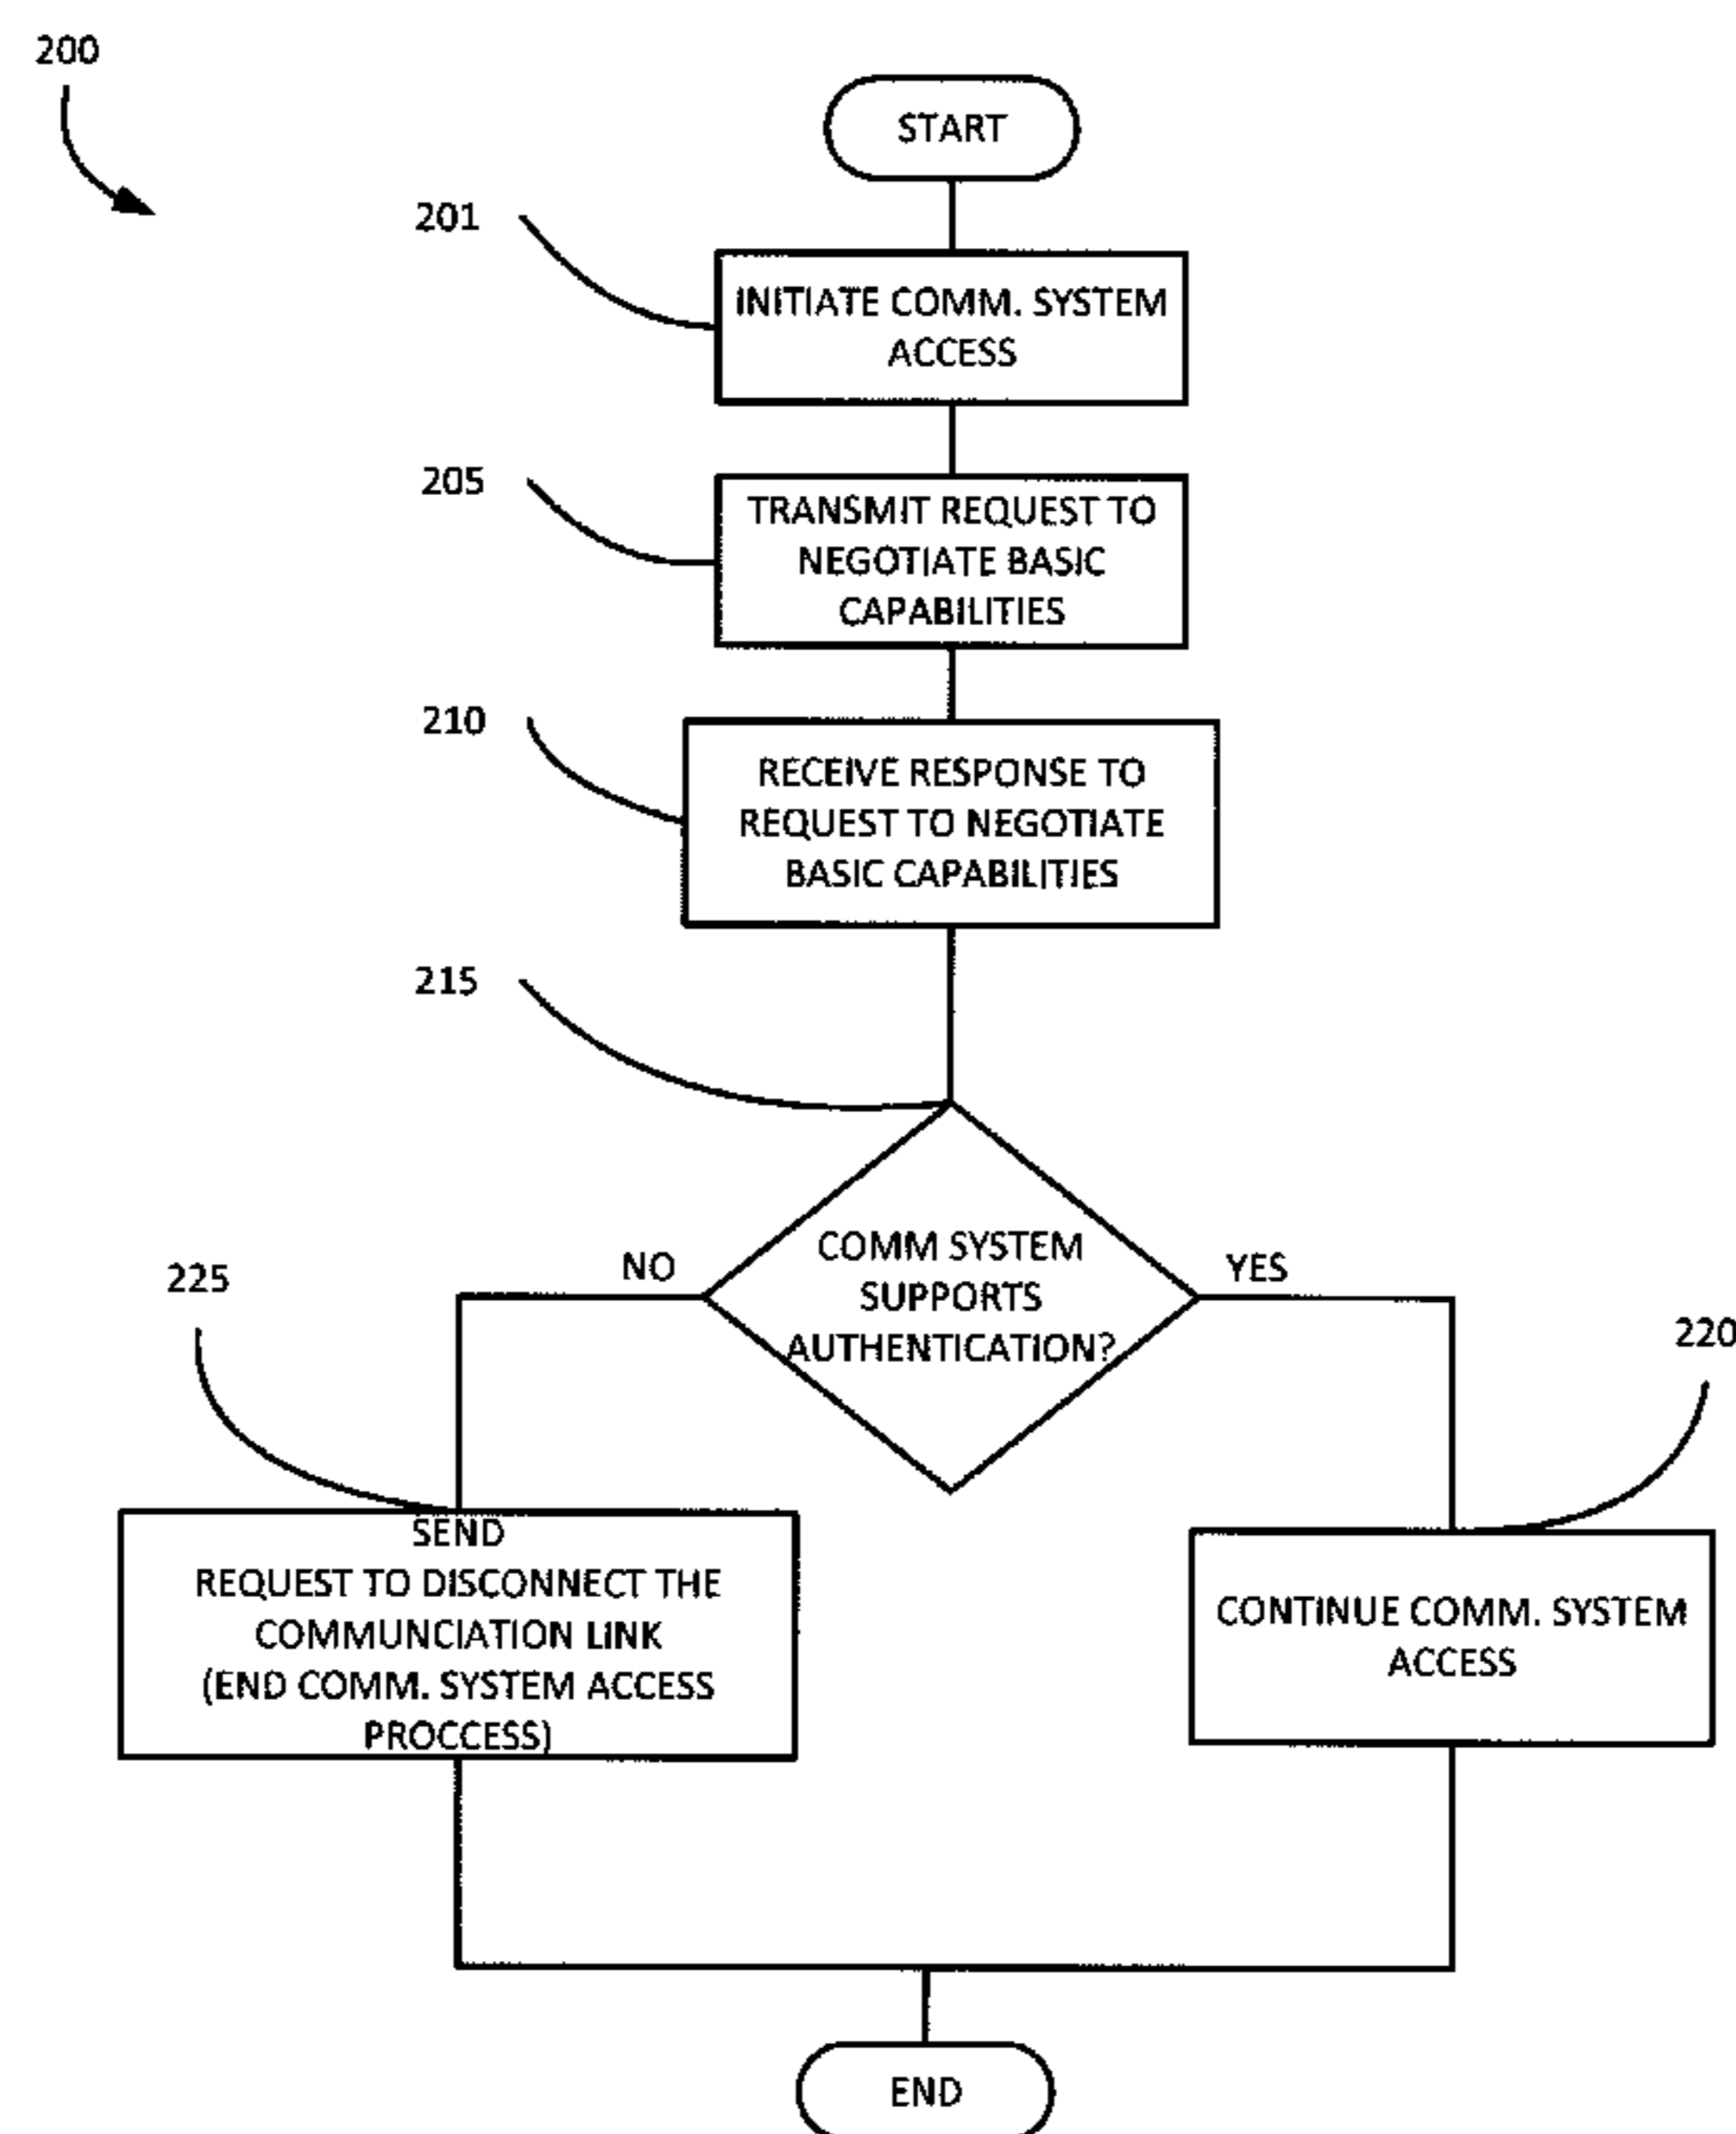 200
START
201
INITIATE COMM. SYSTEM
ACCESS
205
TRANSMIT REQUEST TO
NEGOTIATE BASIC
CAPABILITIES
210
RECEIVE RESPONSE TO
REQUEST TO NEGOTIATE
BASIC CAPABILITIES
215
COMM SYSTEM
SUPPORTS
AUTHENTICATION?
NO
YES
225
220
SEND
REQUEST TO DISCONNECT THE
COMMUNCIATION LINK
(END COMM. SYSTEM ACCESS
PROCCESS)
CONTINUE COMM. SYSTEM
ACCESS
END